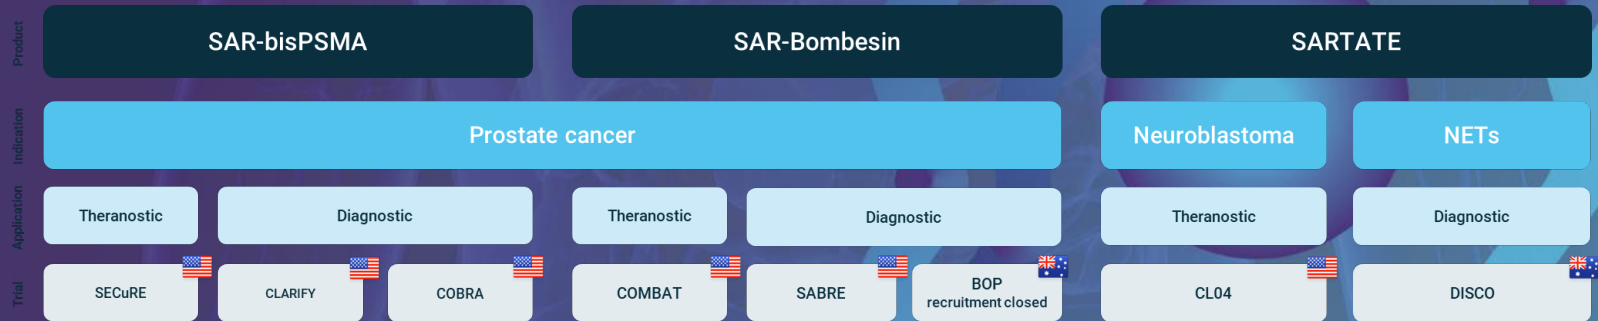 Product
SAR-bisPSMA
SAR-Bombesin
SARTATE
Indication
Prostate cancer
Neuroblastoma
NETs
Application
Theranostic
Diagnostic
Theranostic
Diagnostic
Theranostic
Diagnostic
Trial
SECuRE
CLARIFY
COBRA
COMBAT
SABRE
BOP
recruitment closed
CL04
DISCO